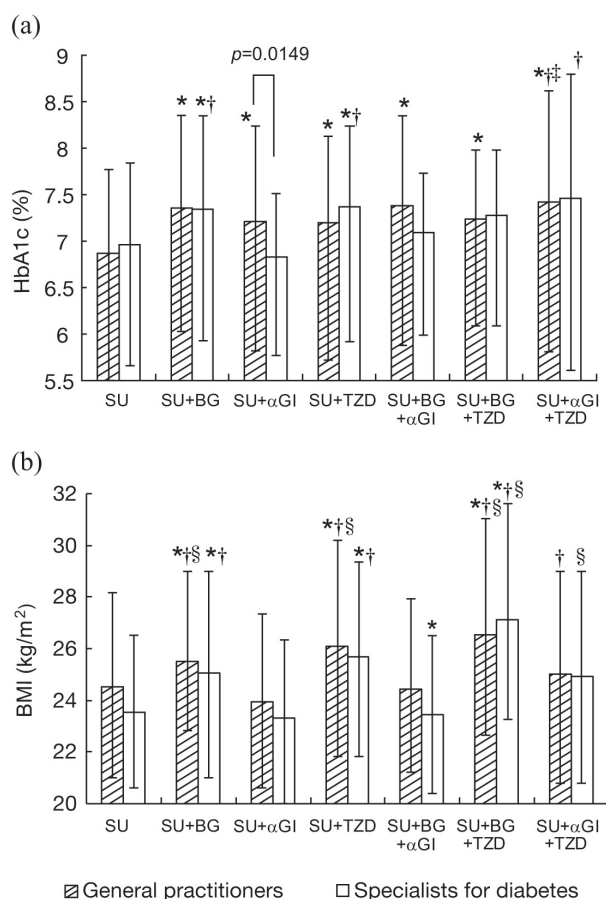 (a)
p=0.0149
HbA1c (%)
9
8.5
8
7.5
7
6.5
6
5.5
* *† * * *† * * *†‡ †
SU SU+BG SU+αGI SU+TZD SU+BG +αGI SU+BG +TZD SU+αGI +TZD
(b)
BMI (kg/m²)
32
30
28
26
24
22
20
*†§ *† *†§ *† * *†§ *†§ † §
SU SU+BG SU+αGI SU+TZD SU+BG +αGI SU+BG +TZD SU+αGI +TZD
General practitioners Specialists for diabetes